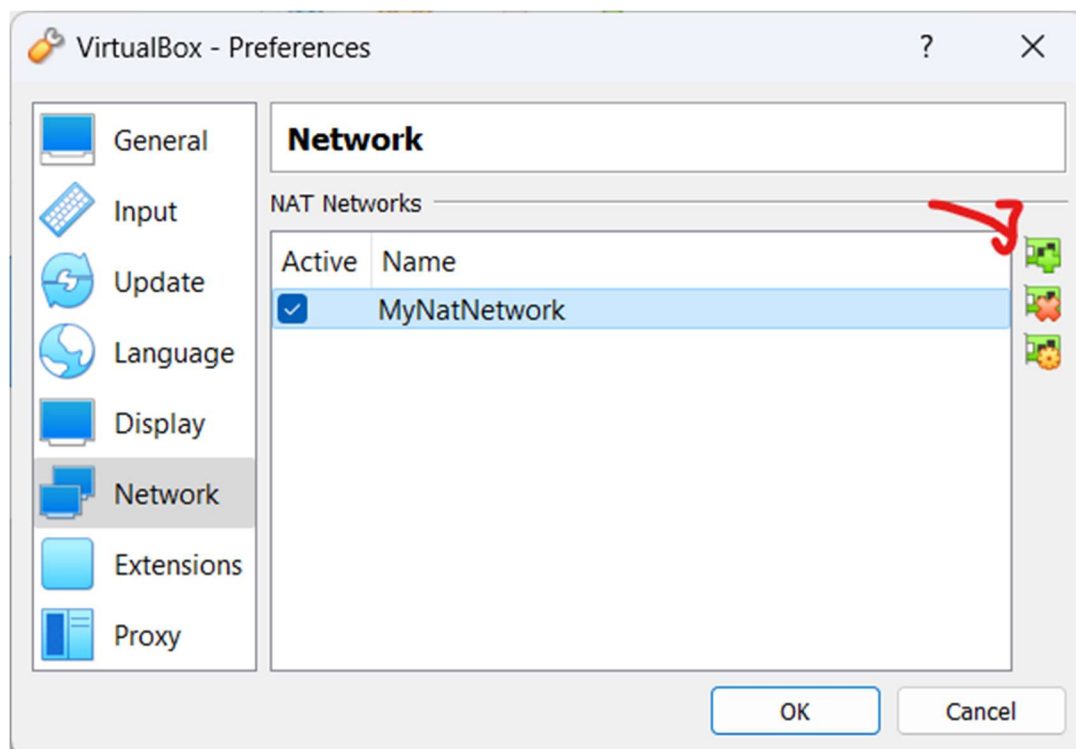 VirtualBox - Preferences
?
General
Input
Update
Language
Display
Network
Extensions
Proxy
Network
NAT Networks
Active Name
MyNatNetwork
OK Cancel